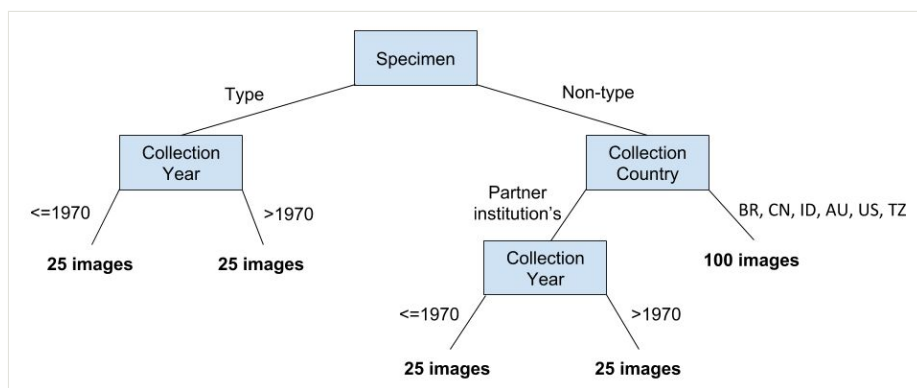 Specimen
Type
Non-type
Collection
Year
Collection
Country
<=1970
>1970
Partner
institution's
BR, CN, ID, AU, US, TZ
25 images
25 images
Collection
Year
100 images
<=1970
>1970
25 images
25 images